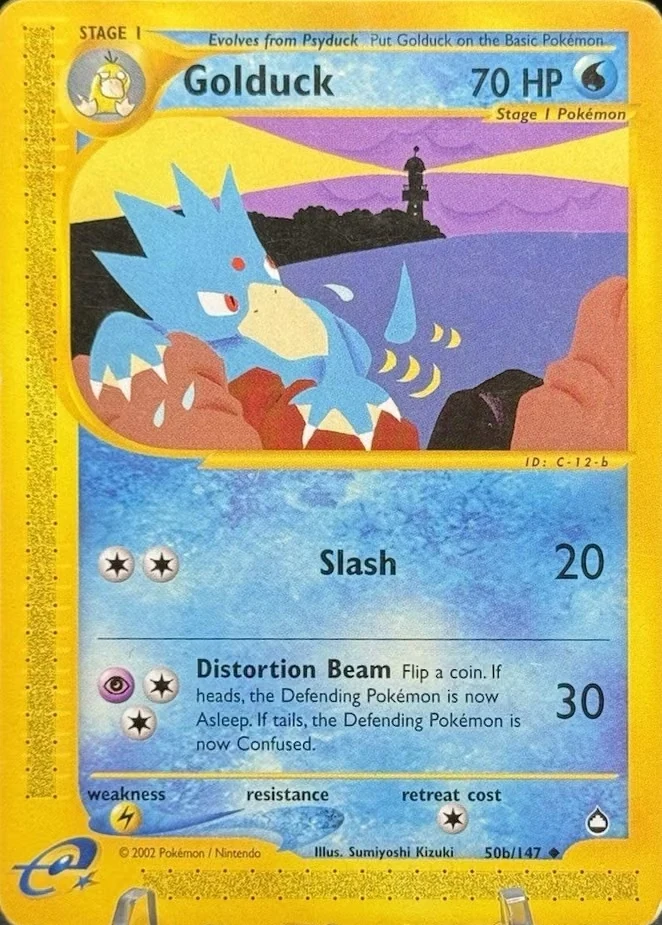 STAGE 1
Evolves from Psyduck Put Golduck on the Basic Pokémon
Golduck 70 HP
Stage 1 Pokémon
ID: C-12-b
Slash 20
Distortion Beam Flip a coin. If
heads, the Defending Pokémon is now
Asleep. If tails, the Defending Pokémon is
now Confused.
30
weakness resistance retreat cost
© 2002 Pokémon / Nintendo Illus. Sumiyoshi Kizuki 50b/147
e